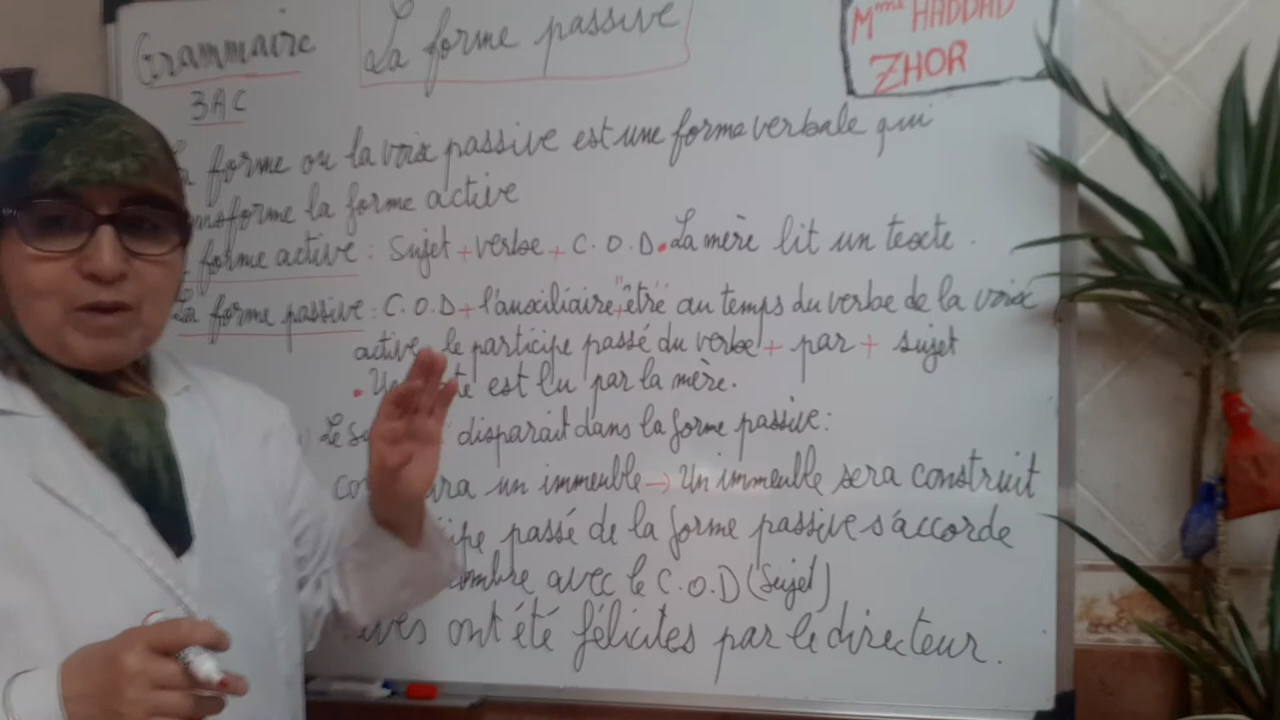 Grammaire
La forme passive
Mme HADDAD
ZHOR
3AC
forme ou la voix passive est une forme verbale qui
la forme active
forme active : Sujet + verbe + C.O.D • La mère lit un texte.
La forme passive : C.O.D + l'auxiliaire "être" au temps du verbe de la voix
active le participe passé du verbe + par + sujet
• est lu par la mère.
Le disparait dans la forme passive :
un immeuble → Un immeuble sera construit
passé de la forme passive s'accorde
avec le C.O.D (Sujet)
ont été félicités par le directeur.